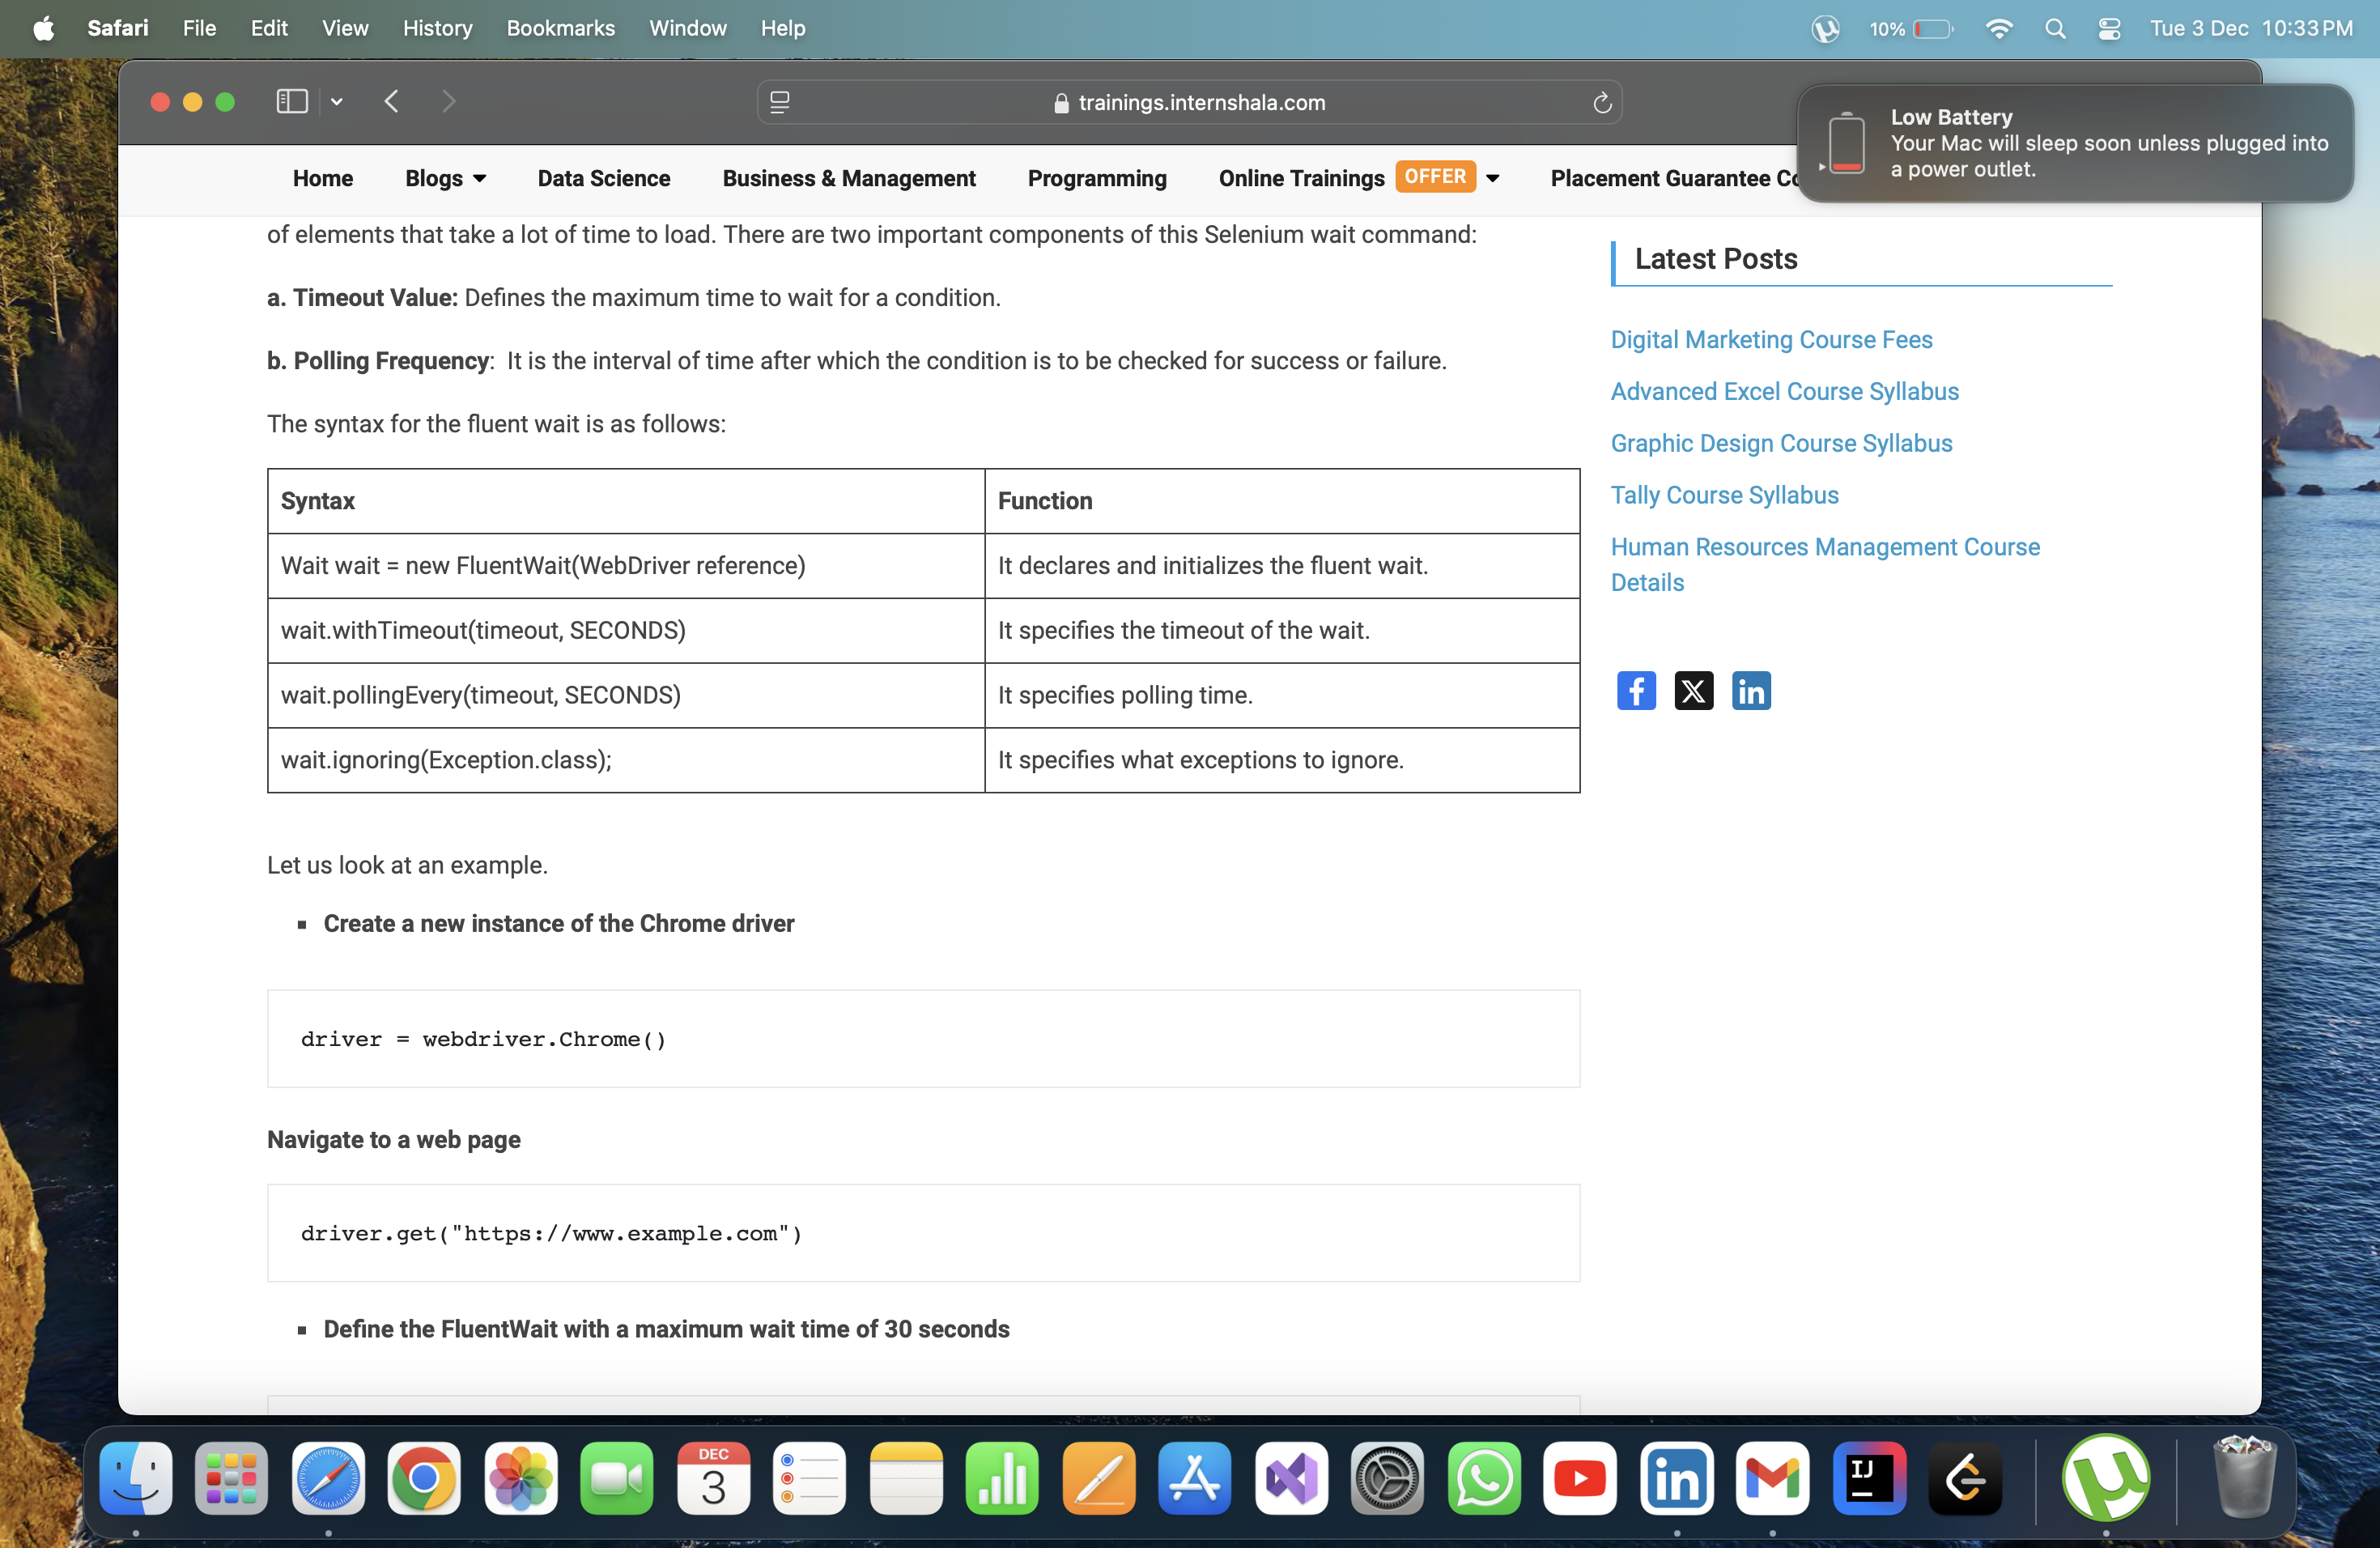 Safari File Edit View History Bookmarks Window Help 10% Tue 3 Dec 10:33 PM
trainings.internshala.com
Low Battery
Your Mac will sleep soon unless plugged into
a power outlet.
Home Blogs Data Science Business & Management Programming Online Trainings OFFER Placement Guarantee
of elements that take a lot of time to load. There are two important components of this Selenium wait command:
a. Timeout Value: Defines the maximum time to wait for a condition.
b. Polling Frequency: It is the interval of time after which the condition is to be checked for success or failure.
The syntax for the fluent wait is as follows:
Syntax Function
Wait wait = new FluentWait(WebDriver reference) It declares and initializes the fluent wait.
wait.withTimeout(timeout, SECONDS) It specifies the timeout of the wait.
wait.pollingEvery(timeout, SECONDS) It specifies polling time.
wait.ignoring(Exception.class); It specifies what exceptions to ignore.
Let us look at an example.
▪ Create a new instance of the Chrome driver
driver = webdriver.Chrome()
Navigate to a web page
driver.get("https://www.example.com")
▪ Define the FluentWait with a maximum wait time of 30 seconds
Latest Posts
Digital Marketing Course Fees
Advanced Excel Course Syllabus
Graphic Design Course Syllabus
Tally Course Syllabus
Human Resources Management Course
Details
f X in
DEC
3
in
IJ